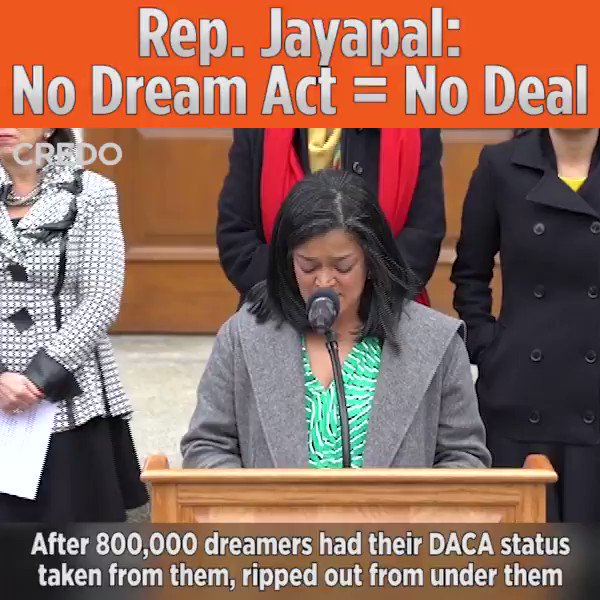 Rep. Jayapal:
No Dream Act = No Deal
CREDO
After 800,000 dreamers had their DACA status
taken from them, ripped out from under them